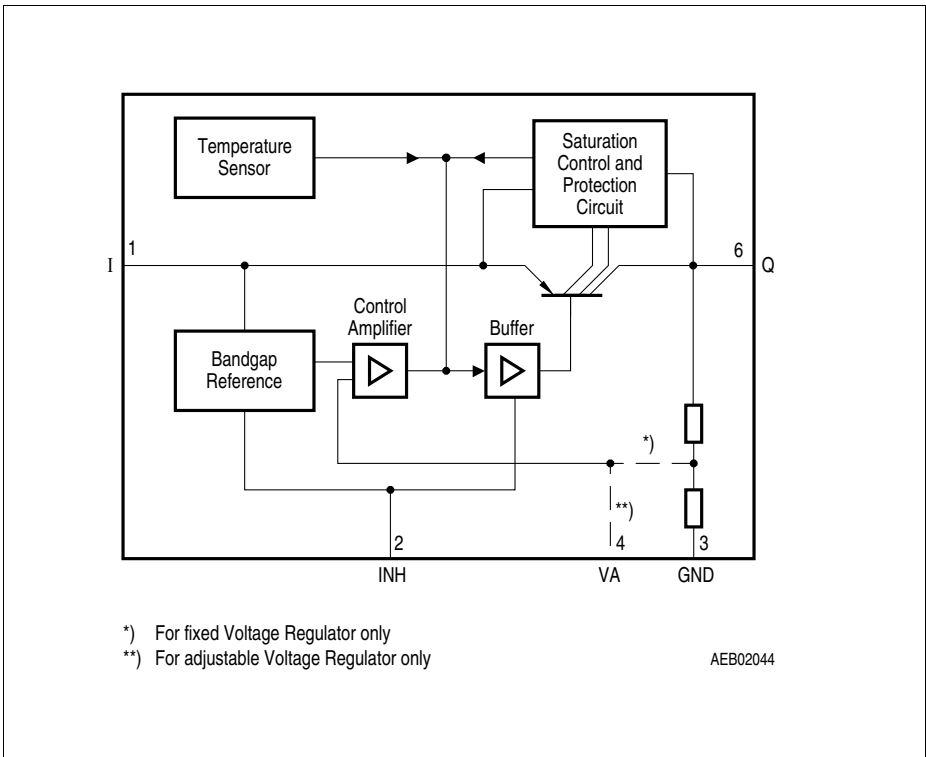 Temperature
Sensor
Saturation
Control and
Protection
Circuit
1
I
6
Q
Control
Amplifier
Buffer
Bandgap
Reference
*)
**)
2
4
3
INH
VA
GND
*) For fixed Voltage Regulator only
**) For adjustable Voltage Regulator only
AEB02044